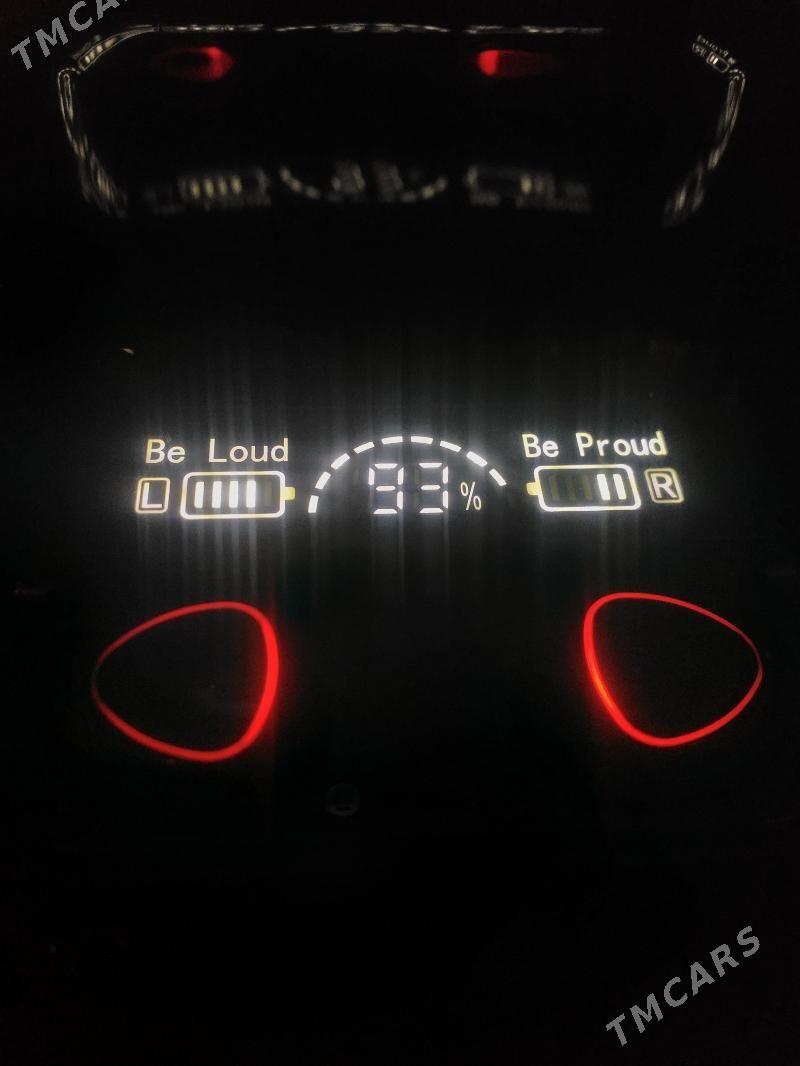 TMCARS
Be Loud
Be Proud
L
93%
R
TMCARS